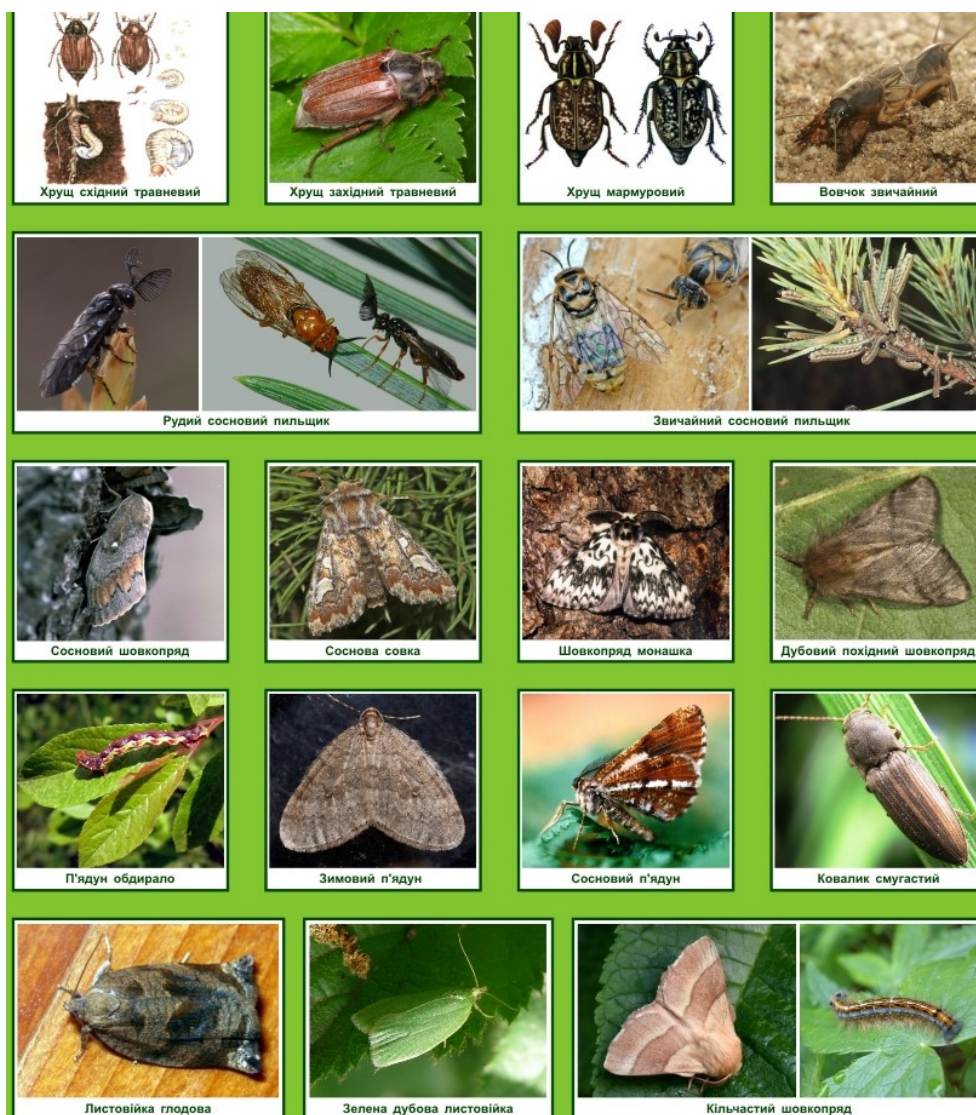 Хрущ східний травневий
Хрущ західний травневий
Хрущ мармуровий
Вовчок звичайний
Рудий сосновий пильщик
Звичайний сосновий пильщик
Сосновий шовкопряд
Соснова совка
Шовкопряд монашка
Дубовий похідний шовкопряд
П'ядун обдирало
Зимовий п'ядун
Сосновий п'ядун
Ковалик смугастий
Листовійка глодова
Зелена дубова листовійка
Кільчастий шовкопряд